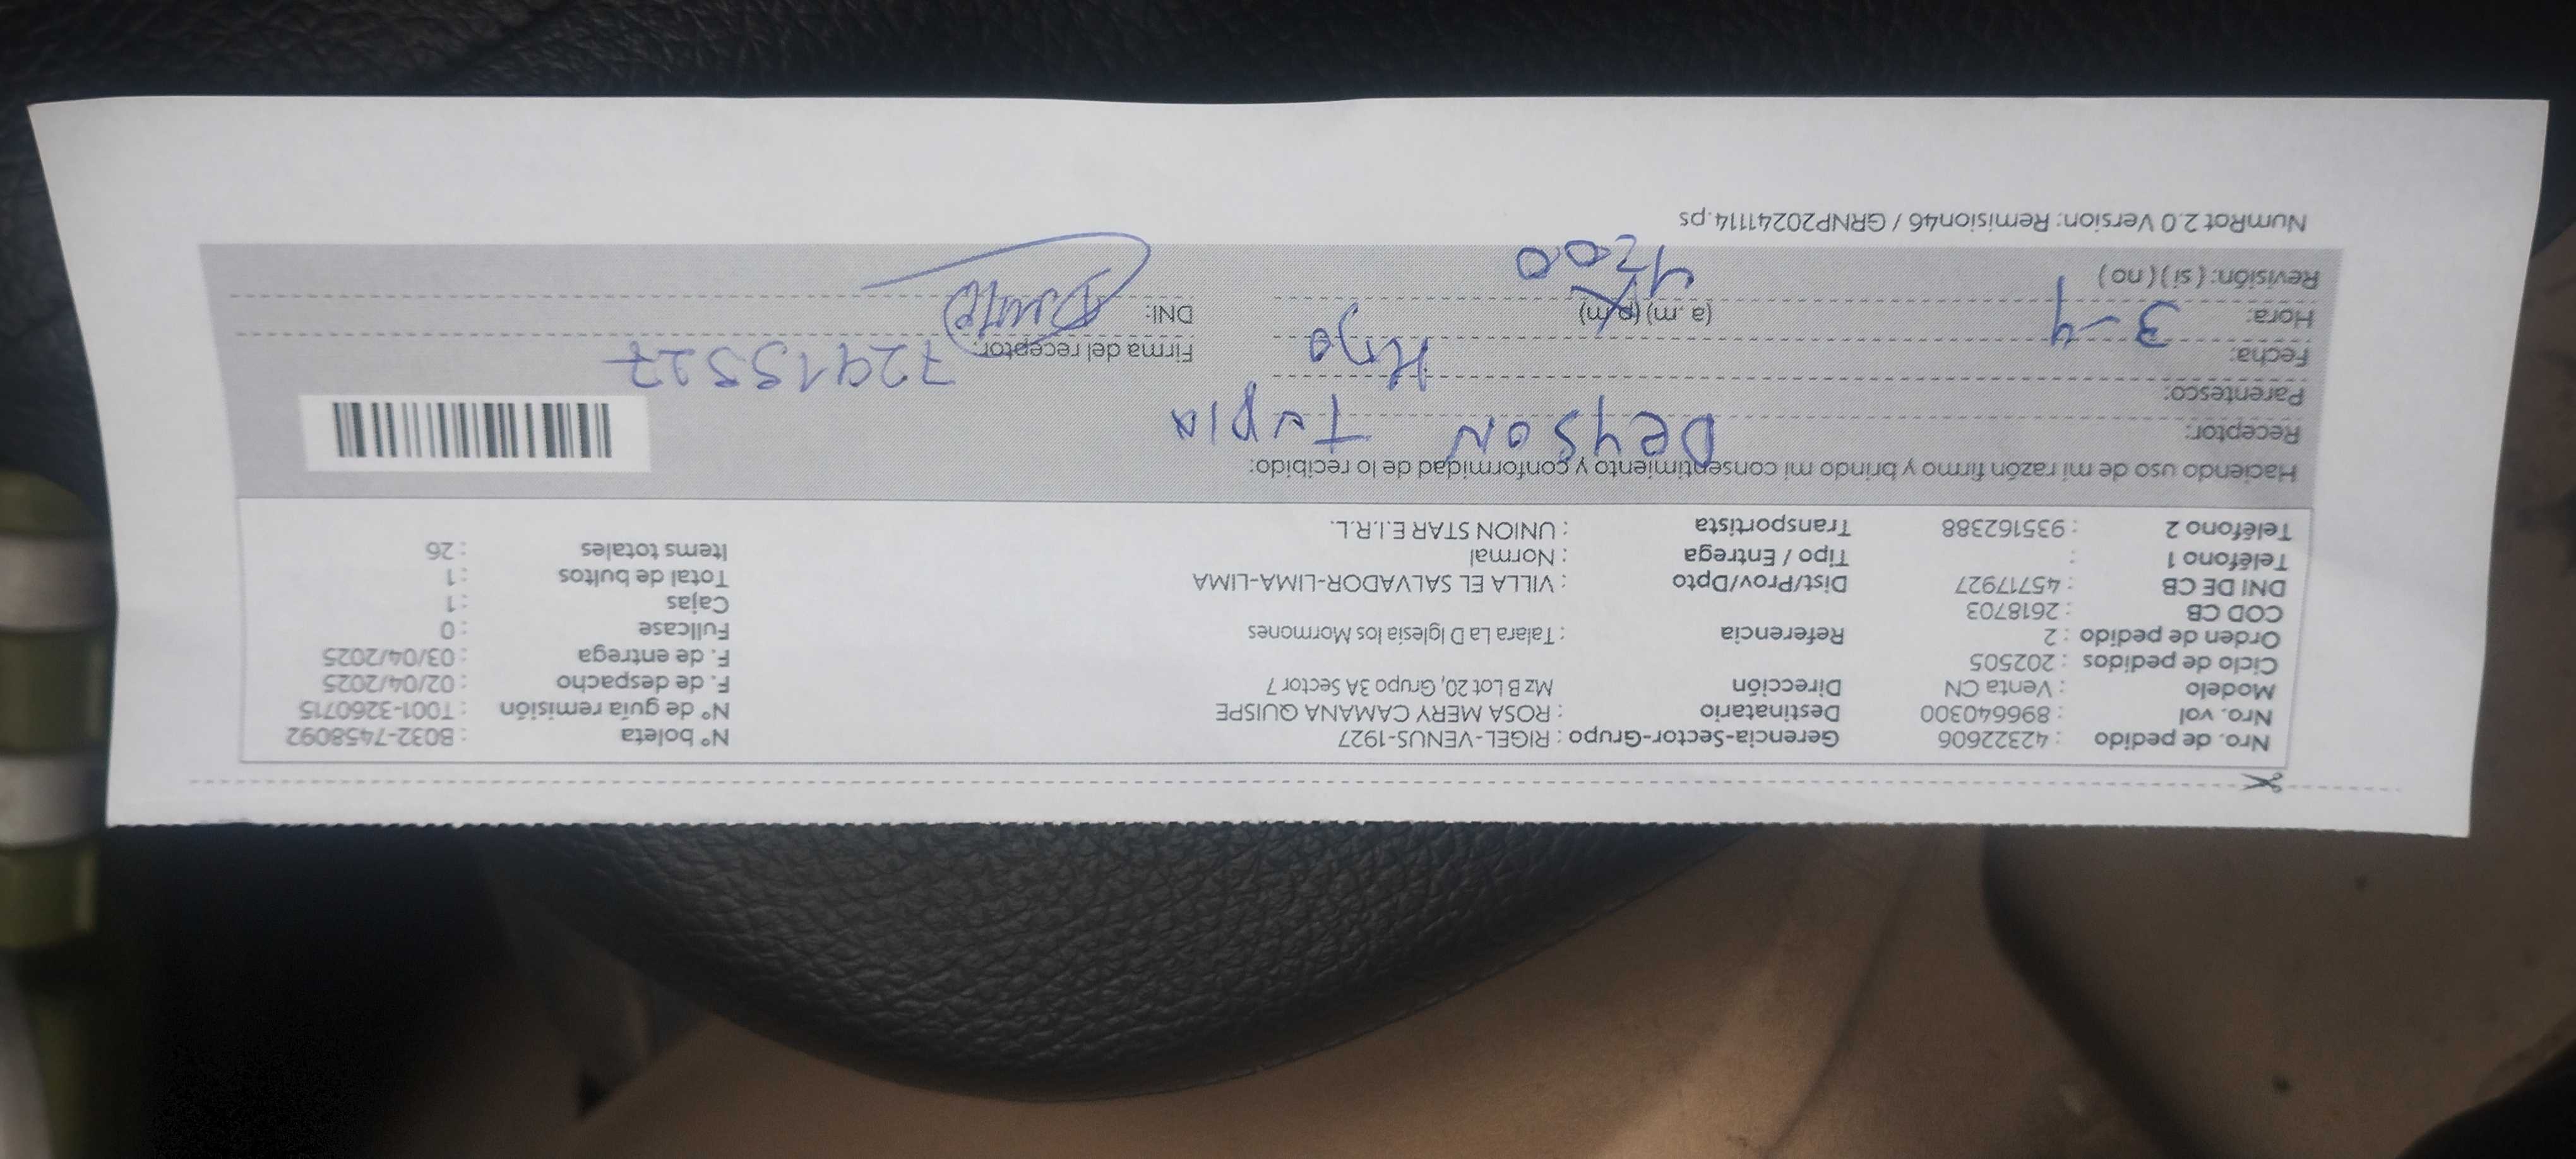 Nro. de pedido : 42322606 Gerencia-Sector-Grupo : RIGEL-VENUS-1927 N° boleta : B032-7458092
Nro. vol : 896640300 Destinatario : ROSA MERY CAMANA QUISPE N° de guía remisión : T001-3260715
Modelo : Venta CN Dirección Mz B Lot 20, Grupo 3A Sector 7 F. de despacho : 02/04/2025
Ciclo de pedidos : 202505 F. de entrega : 03/04/2025
Orden de pedido : 2 Referencia : Talara La D Iglesia los Mormones Fullcase : 0
COD CB : 2618703 Cajas : 1
DNI DE CB : 45717927 Dist/Prov/Dpto : VILLA EL SALVADOR-LIMA-LIMA Total de bultos : 1
Teléfono 1 : Tipo / Entrega : Normal Items totales : 26
Teléfono 2 : 935162388 Transportista : UNION STAR E.I.R.L.
Haciendo uso de mi razón firmo y brindo mi consentimiento y conformidad de lo recibido:
Receptor: DeysoN TupiA
Parentesco: Hijo
Fecha: 3-4 Firma del receptor: 72915527
Hora: (a .m) (p.m) 4:00 DNI:
Revisión: ( si ) ( no )
NumRot 2.0 Version: Remision46 / GRNP20241114.ps